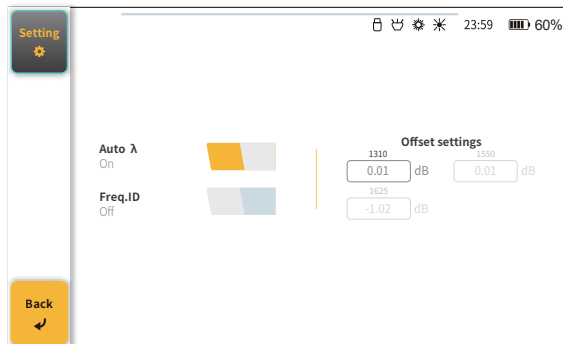 Setting
23:59
60%
Auto λ
On
Freq.ID
Off
Offset settings
1310 1550
0.01 dB 0.01 dB
1625
-1.02 dB
Back